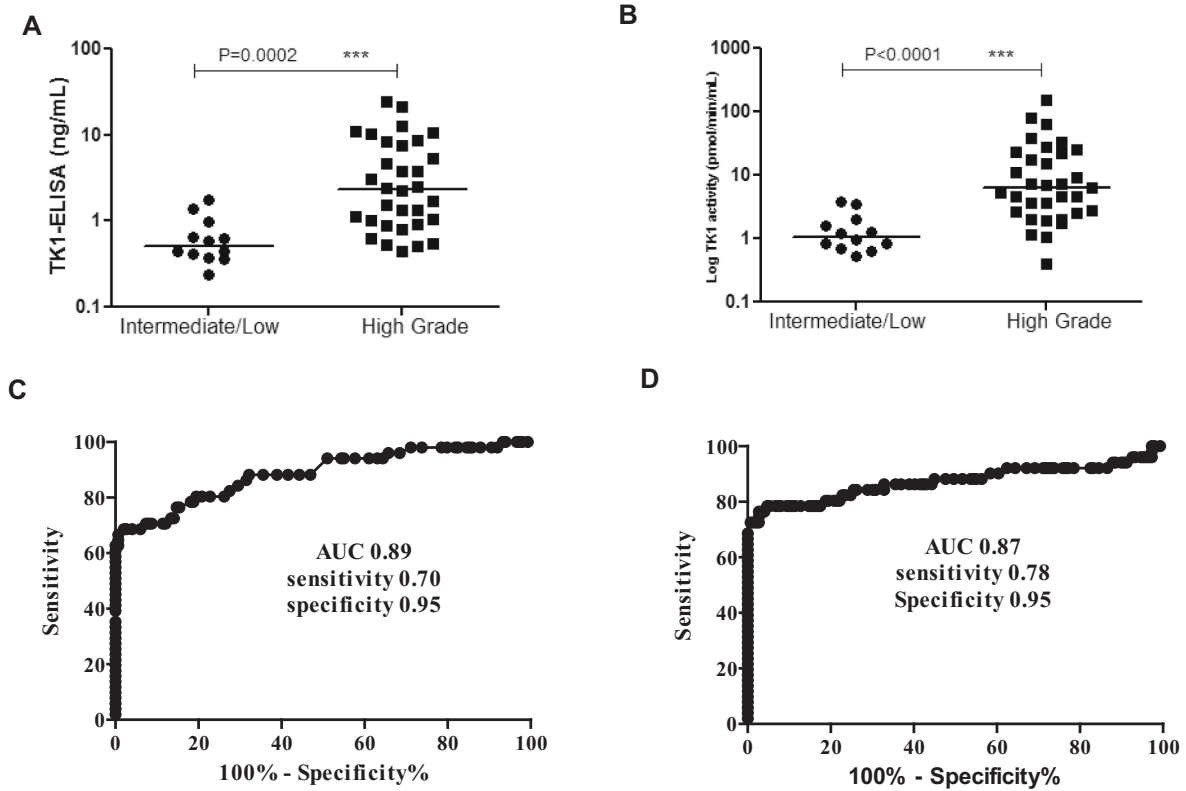 A
P=0.0002 ***
TK1-ELISA (ng/mL)
100
10
1
0.1
Intermediate/Low High Grade
B
P<0.0001 ***
Log TK1 activity (pmol/min/mL)
1000
100
10
1
0.1
Intermediate/Low High Grade
C
Sensitivity
100
80
60
40
20
0
AUC 0.89
sensitivity 0.70
specificity 0.95
0 20 40 60 80 100
100% - Specificity%
D
Sensitivity
100
80
60
40
20
0
AUC 0.87
sensitivity 0.78
Specificity 0.95
0 20 40 60 80 100
100% - Specificity%